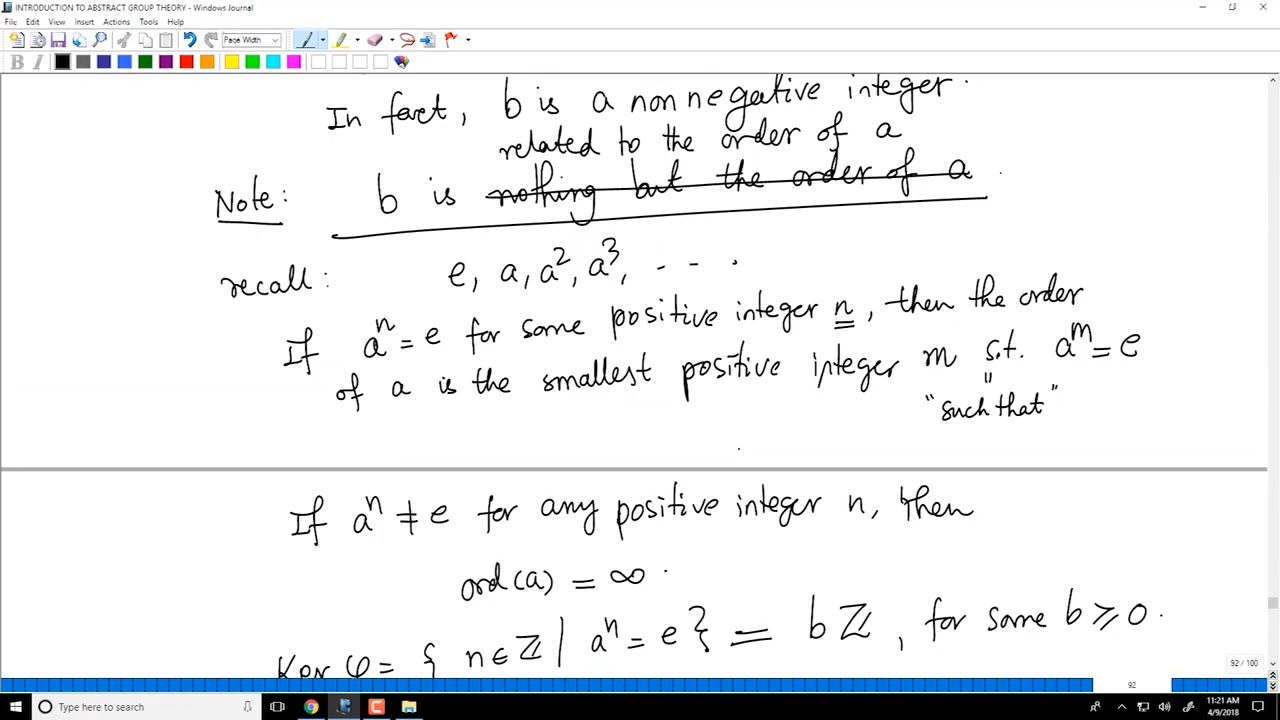 INTRODUCTION TO ABSTRACT GROUP THEORY - Windows Journal
File Edit View Insert Actions Tools Help
Page Width
B I
In fact, b is a nonnegative integer.
related to the order of a
Note: b is nothing but the order of a
recall: e, a, a², a³, - - - .
If aⁿ = e for some positive integer n, then the order
of a is the smallest positive integer m s.t. aᵐ = e
"such that"
If aⁿ ≠ e for any positive integer n, then
ord(a) = ∞.
Ker φ = { n ∈ ℤ | aⁿ = e } = bℤ, for some b ≥ 0.
92 / 100
92
Type here to search
11:21 AM
4/9/2018